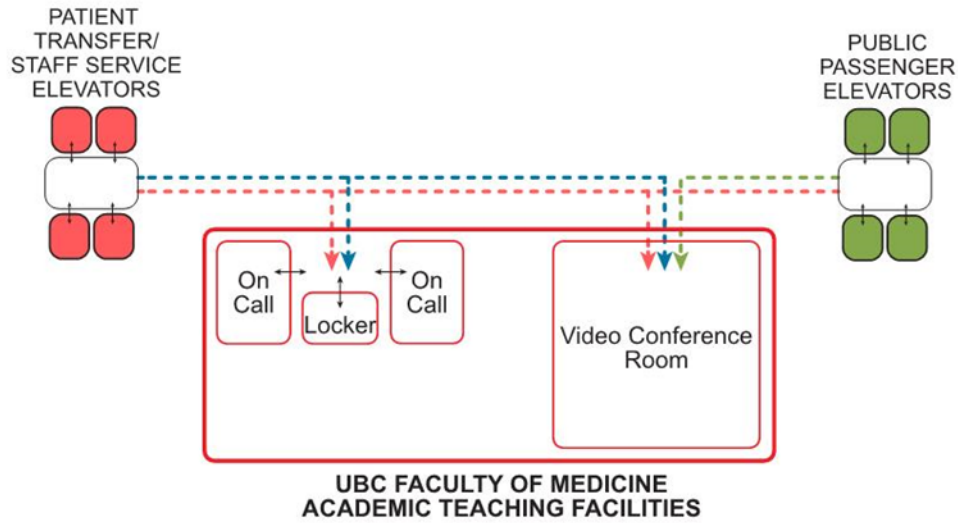 PATIENT
TRANSFER/
STAFF SERVICE
ELEVATORS
PUBLIC
PASSENGER
ELEVATORS
On
Call
Locker
On
Call
Video Conference
Room
UBC FACULTY OF MEDICINE
ACADEMIC TEACHING FACILITIES